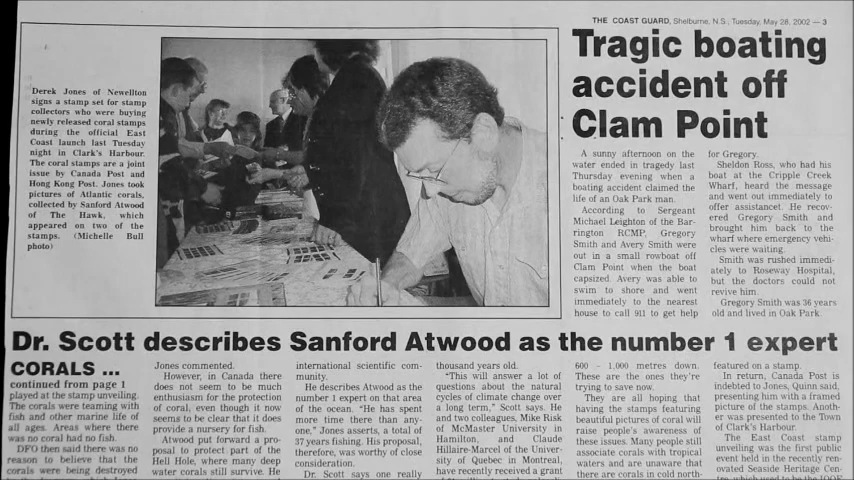 THE COAST GUARD, Shelburne, N.S., Tuesday, May 28, 2002 — 3
Derek Jones of Newellton
signs a stamp set for stamp
collectors who were buying
newly released coral stamps
during the official East
Coast launch last Tuesday
night in Clark's Harbour.
The coral stamps are a joint
issue by Canada Post and
Hong Kong Post. Jones took
pictures of Atlantic corals,
collected by Sanford Atwood
of The Hawk, which
appeared on two of the
stamps. (Michelle Bull
photo)
Tragic boating
accident off
Clam Point
A sunny afternoon on the
water ended in tragedy last
Thursday evening when a
boating accident claimed the
life of an Oak Park man.
According to Sergeant
Michael Leighton of the Bar-
rington RCMP, Gregory
Smith and Avery Smith were
out in a small rowboat off
Clam Point when the boat
capsized. Avery was able to
swim to shore and went
immediately to the nearest
house to call 911 to get help
for Gregory.
Sheldon Ross, who had his
boat at the Cripple Creek
Wharf, heard the message
and went out immediately to
offer assistancet. He recov-
ered Gregory Smith and
brought him back to the
wharf where emergency vehi-
cles were waiting.
Smith was rushed immedi-
ately to Roseway Hospital,
but the doctors could not
revive him.
Gregory Smith was 36 years
old and lived in Oak Park.
Dr. Scott describes Sanford Atwood as the number 1 expert
CORALS ...
continued from page 1
played at the stamp unveiling.
The corals were teaming with
fish and other marine life of
all ages. Areas where there
was no coral had no fish.
DFO then said there was no
reason to believe that the
corals were being destroyed
Jones commented.
However, in Canada there
does not seem to be much
enthusiasm for the protection
of coral, even though it now
seems to be clear that it does
provide a nursery for fish.
Atwood put forward a pro-
posal to protect part of the
Hell Hole, where many deep
water corals still survive. He
international scientific com-
munity.
He describes Atwood as the
number 1 expert on that area
of the ocean. "He has spent
more time there than any-
one," Jones asserts, a total of
37 years fishing. His proposal,
therefore, was worthy of close
consideration.
Dr. Scott says one really
thousand years old.
"This will answer a lot of
questions about the natural
cycles of climate change over
a long term," Scott says. He
and two colleagues, Mike Risk
of McMaster University in
Hamilton, and Claude
Hillaire-Marcel of the Univer-
sity of Quebec in Montreal,
have recently received a grant
600 - 1,000 metres down.
These are the ones they're
trying to save now.
They are all hoping that
having the stamps featuring
beautiful pictures of coral will
raise people's awareness of
these issues. Many people still
associate corals with tropical
waters and are unaware that
there are corals in cold north-
featured on a stamp.
In return, Canada Post is
indebted to Jones, Quinn said,
presenting him with a framed
picture of the stamps. Anoth-
er was presented to the Town
of Clark's Harbour.
The East Coast stamp
unveiling was the first public
event held in the recently ren-
ovated Seaside Heritage Cen-